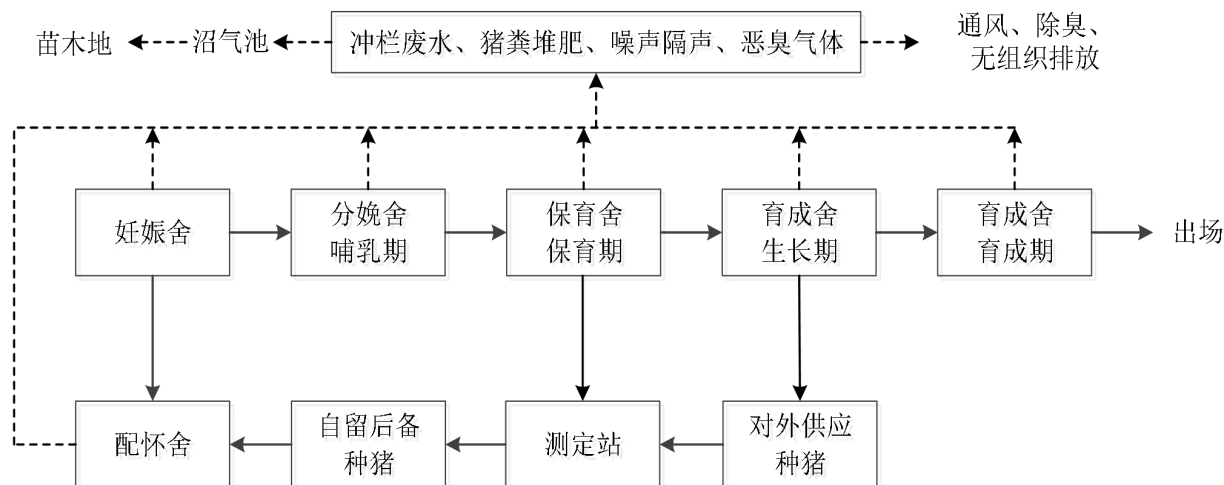 苗木地
沼气池
冲栏废水、猪粪堆肥、噪声隔声、恶臭气体
通风、除臭、
无组织排放
妊娠舍
分娩舍
哺乳期
保育舍
保育期
育成舍
生长期
育成舍
育成期
出场
配怀舍
自留后备
种猪
测定站
对外供应
种猪